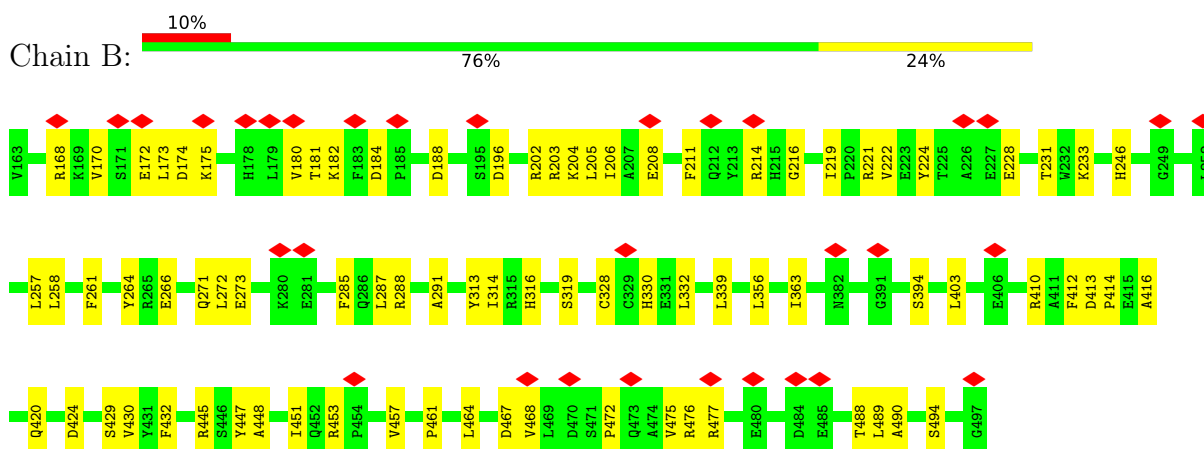 10%
Chain B:
76% 24%
V163 R168 K169 V170 S171 E172 L173 D174 K175 H178 L179 V180 T181 K182 F183 D184 P185 D188 S195 D196 R202 R203 K204 L205 I206 A207 E208 F211 Q212 Y213 R214 H215 G216 I219 P220 R221 V222 E223 Y224 T225 A226 E227 E228 T231 W232 K233 H246 G249
L257 L258 F261 Y264 R265 E266 Q271 L272 E273 K280 E281 F285 Q286 L287 R288 A291 Y313 I314 R315 H316 S319 C328 C329 H330 E331 L332 L339 L356 I363 N382 G391 S394 L403 E406 R410 A411 F412 D413 P414 E415 A416
Q420 D424 S429 V430 Y431 F432 R445 S446 Y447 A448 I451 Q452 R453 P454 V457 P461 L464 D467 V468 L469 D470 S471 P472 Q473 A474 V475 R476 R477 E480 D484 E485 T488 L489 A490 S494 G497